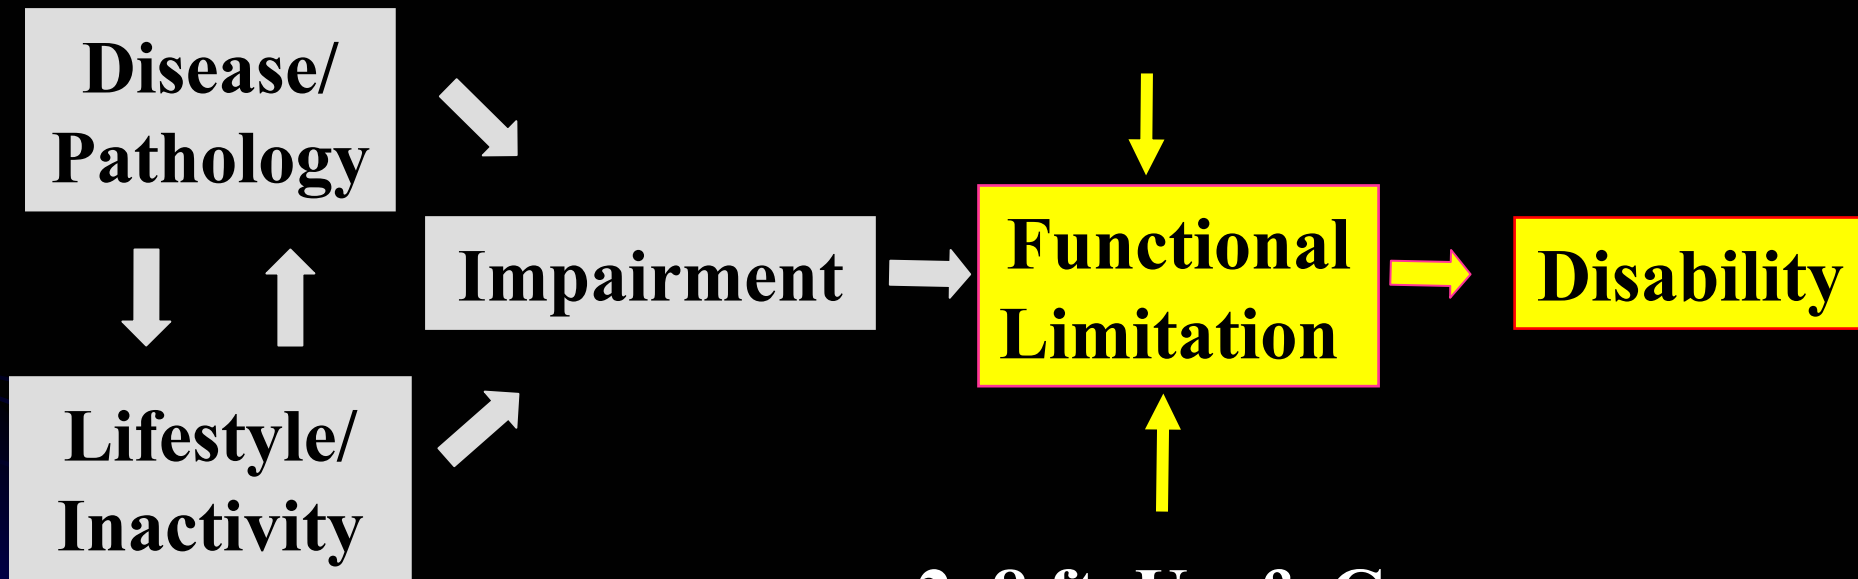 Disease/
Pathology
Impairment
Functional
Limitation
Disability
Lifestyle/
Inactivity